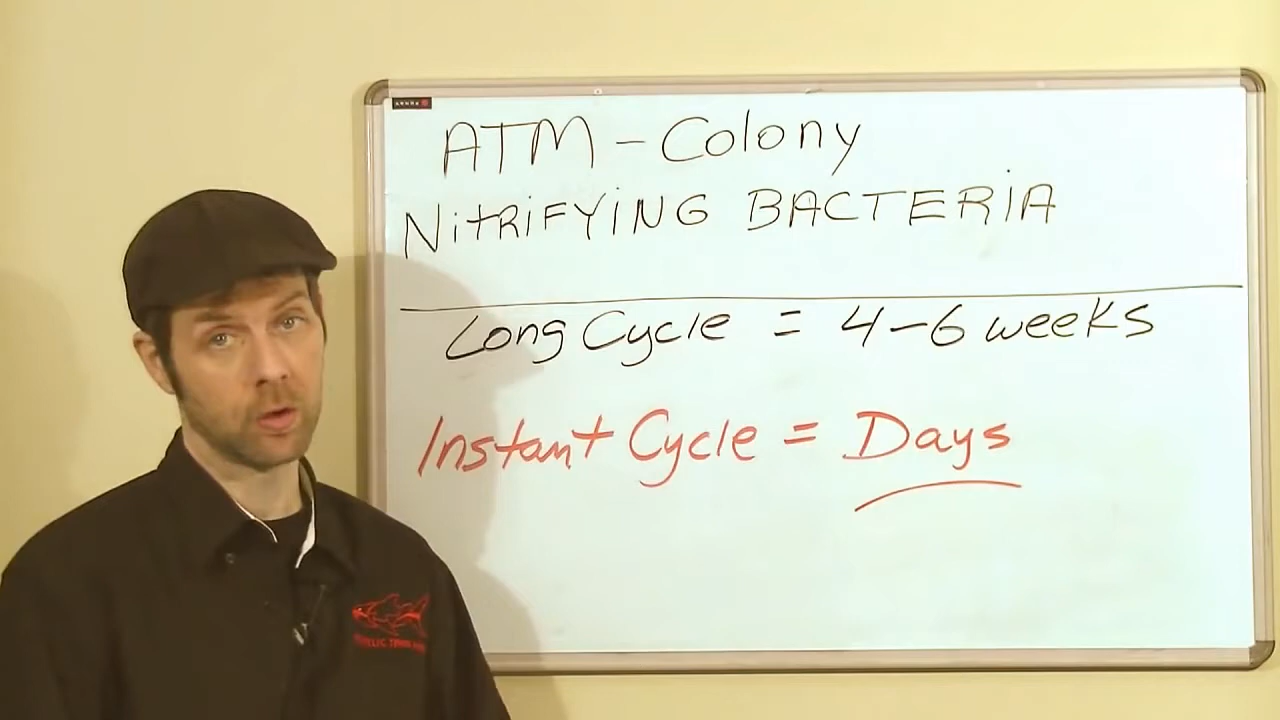 ATM - Colony
NiTRiFYiNG BACTERiA
Long Cycle = 4-6 weeks
Instant Cycle = Days